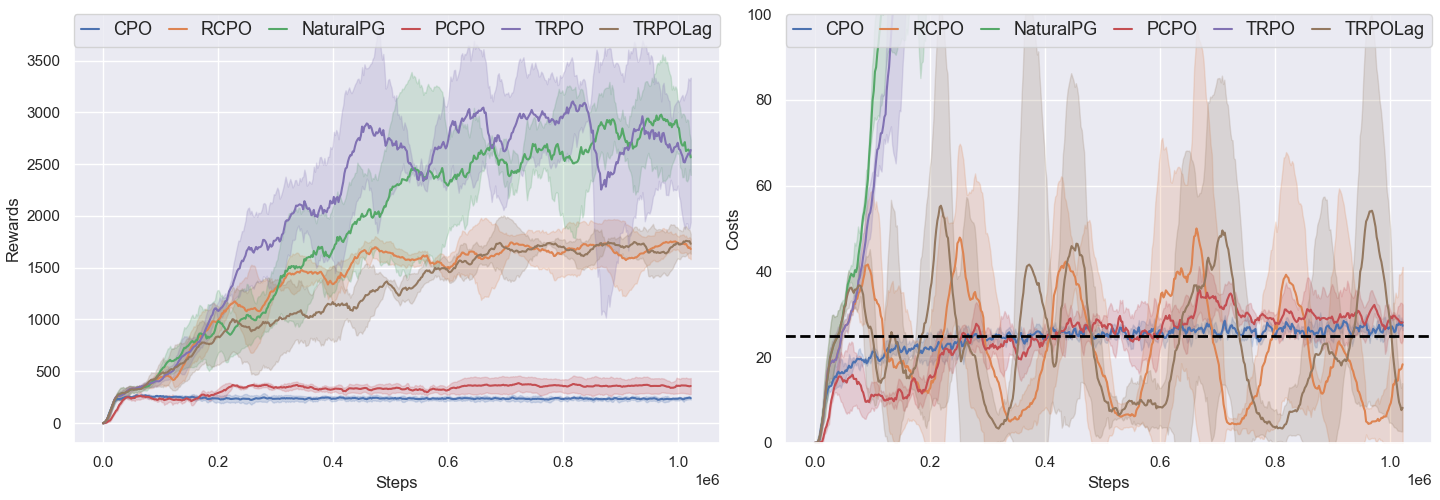 CPO RCPO NaturalPG PCPO TRPO TRPOLag
3500
3000
2500
2000
1500
1000
500
0
Rewards
0.0 0.2 0.4 0.6 0.8 1.0
1e6
Steps
CPO RCPO NaturalPG PCPO TRPO TRPOLag
100
80
60
40
20
0
Costs
0.0 0.2 0.4 0.6 0.8 1.0
1e6
Steps